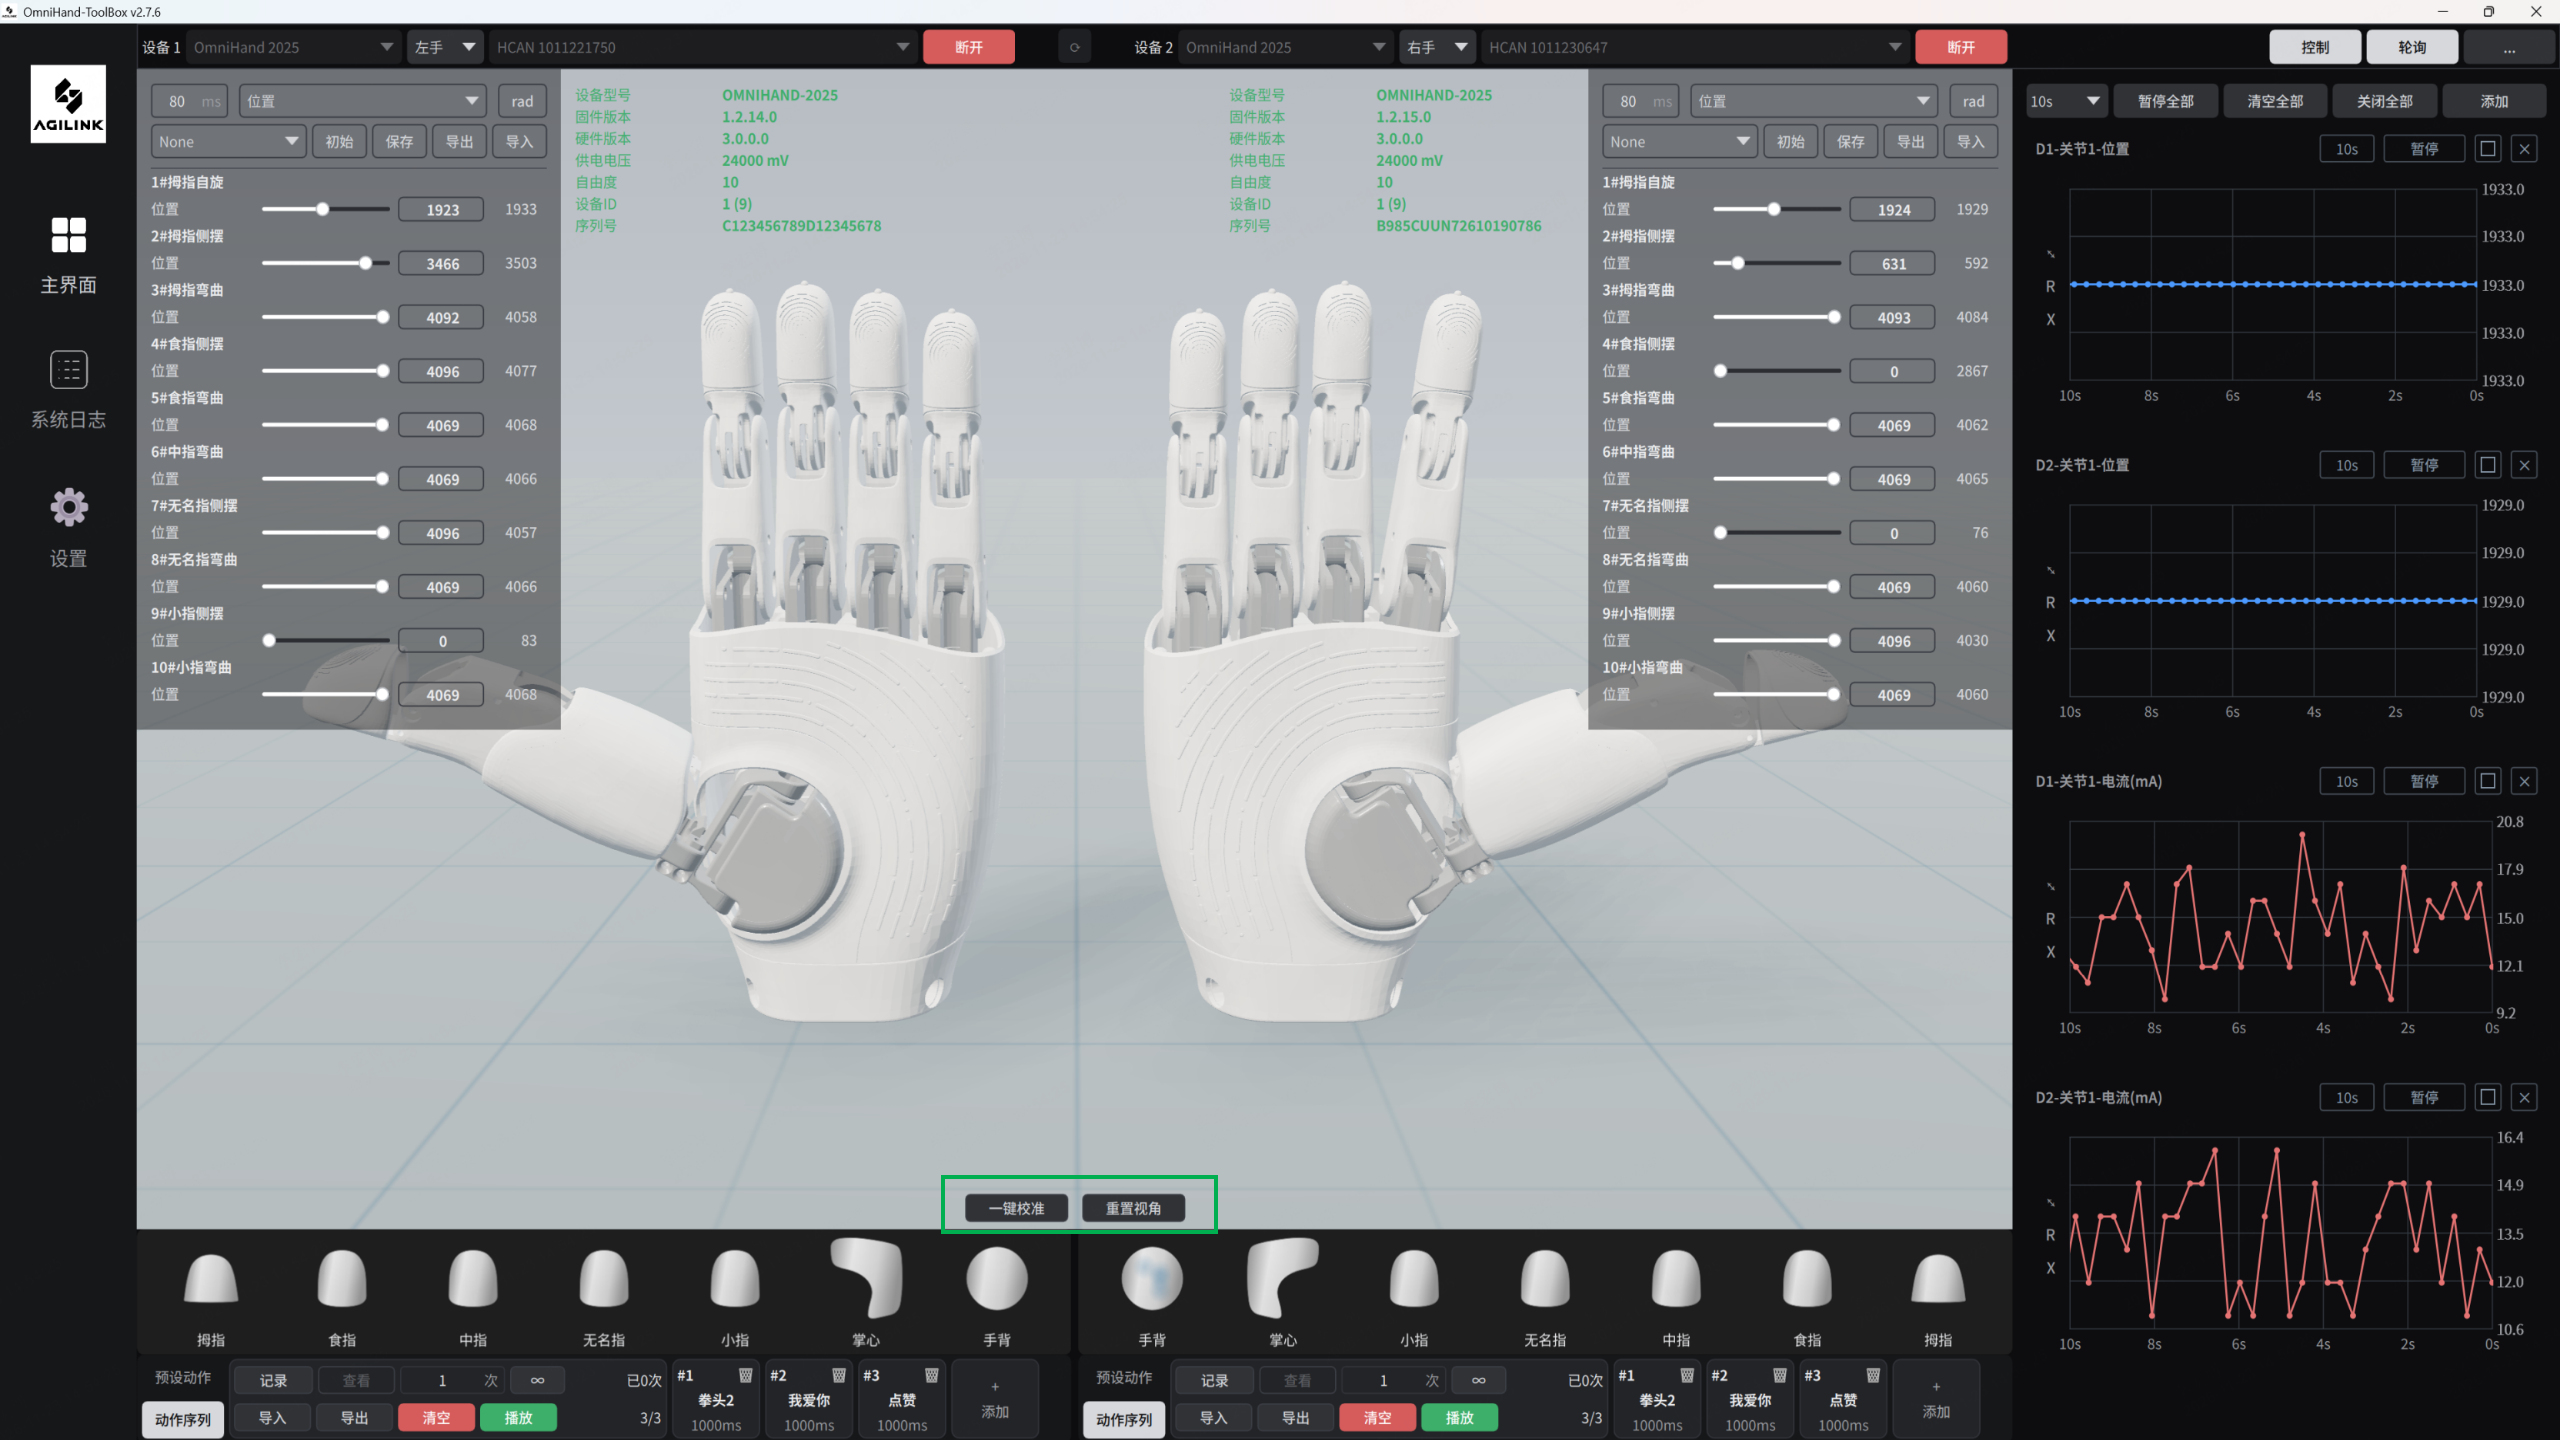 OmniHand-ToolBox v2.7.6
设备 1 OmniHand 2025 左手 HCAN 1011221750 断开 设备 2 OmniHand 2025 右手 HCAN 1011230647 断开 控制 轮询 ...
AGILINK
主界面
系统日志
设置
80 ms 位置 rad
None 初始 保存 导出 导入
1#拇指自旋
位置 1923 1933
2#拇指侧摆
位置 3466 3503
3#拇指弯曲
位置 4092 4058
4#食指侧摆
位置 4096 4077
5#食指弯曲
位置 4069 4068
6#中指弯曲
位置 4069 4066
7#无名指侧摆
位置 4096 4057
8#无名指弯曲
位置 4069 4066
9#小指侧摆
位置 0 83
10#小指弯曲
位置 4069 4068
设备型号 OMNIHAND-2025
固件版本 1.2.14.0
硬件版本 3.0.0.0
供电电压 24000 mV
自由度 10
设备ID 1 (9)
序列号 C123456789D12345678
设备型号 OMNIHAND-2025
固件版本 1.2.15.0
硬件版本 3.0.0.0
供电电压 24000 mV
自由度 10
设备ID 1 (9)
序列号 B985CUUN72610190786
80 ms 位置 rad
None 初始 保存 导出 导入
1#拇指自旋
位置 1924 1929
2#拇指侧摆
位置 631 592
3#拇指弯曲
位置 4093 4084
4#食指侧摆
位置 0 2867
5#食指弯曲
位置 4069 4062
6#中指弯曲
位置 4069 4065
7#无名指侧摆
位置 0 76
8#无名指弯曲
位置 4069 4060
9#小指侧摆
位置 4096 4030
10#小指弯曲
位置 4069 4060
一键校准 重置视角
拇指 食指 中指 无名指 小指 掌心 手背
手背 掌心 小指 无名指 中指 食指 拇指
预设动作 记录 查看 1 次 ∞ 已0次
动作序列 导入 导出 清空 播放 3/3
#1 拳头2 1000ms
#2 我爱你 1000ms
#3 点赞 1000ms
+ 添加
预设动作 记录 查看 1 次 ∞ 已0次
动作序列 导入 导出 清空 播放 3/3
#1 拳头2 1000ms
#2 我爱你 1000ms
#3 点赞 1000ms
+ 添加
10s 暂停全部 清空全部 关闭全部 添加
D1-关节1-位置 10s 暂停
1933.0
1933.0
R 1933.0
X 1933.0
1933.0
10s 8s 6s 4s 2s 0s
D2-关节1-位置 10s 暂停
1929.0
1929.0
R 1929.0
X 1929.0
1929.0
10s 8s 6s 4s 2s 0s
D1-关节1-电流(mA) 10s 暂停
20.8
17.9
R 15.0
X 12.1
9.2
10s 8s 6s 4s 2s 0s
D2-关节1-电流(mA) 10s 暂停
16.4
14.9
R 13.5
X 12.0
10.6
10s 8s 6s 4s 2s 0s